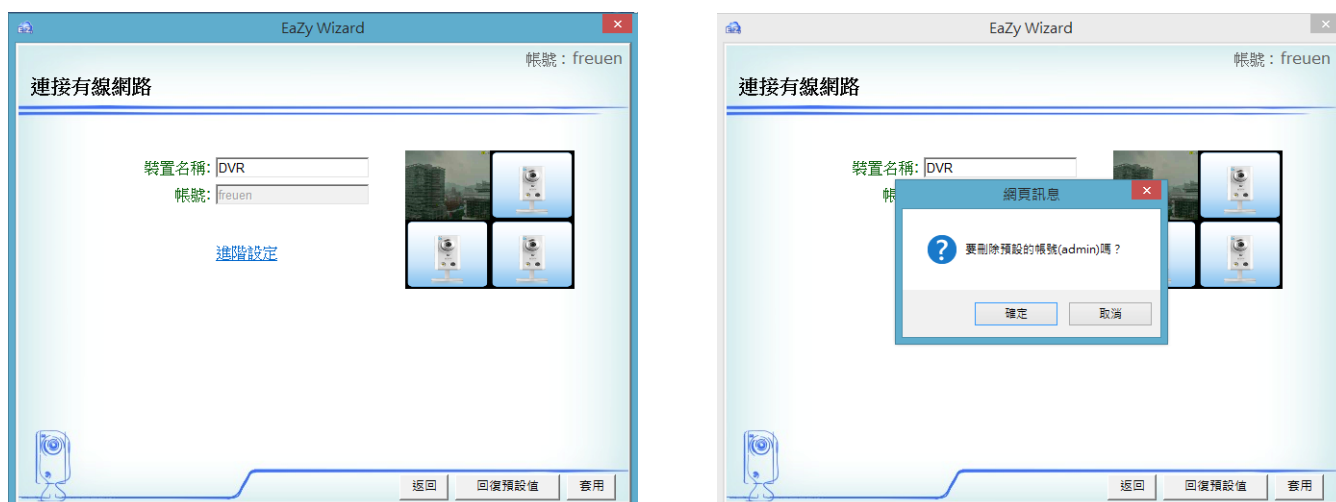 EaZy Wizard
帳號：freuen
連接有線網路
裝置名稱: DVR
帳號: freuen
進階設定
返回 回復預設值 套用
EaZy Wizard
帳號：freuen
連接有線網路
裝置名稱: DVR
帳
網頁訊息
要刪除預設的帳號(admin)嗎？
確定 取消
返回 回復預設值 套用